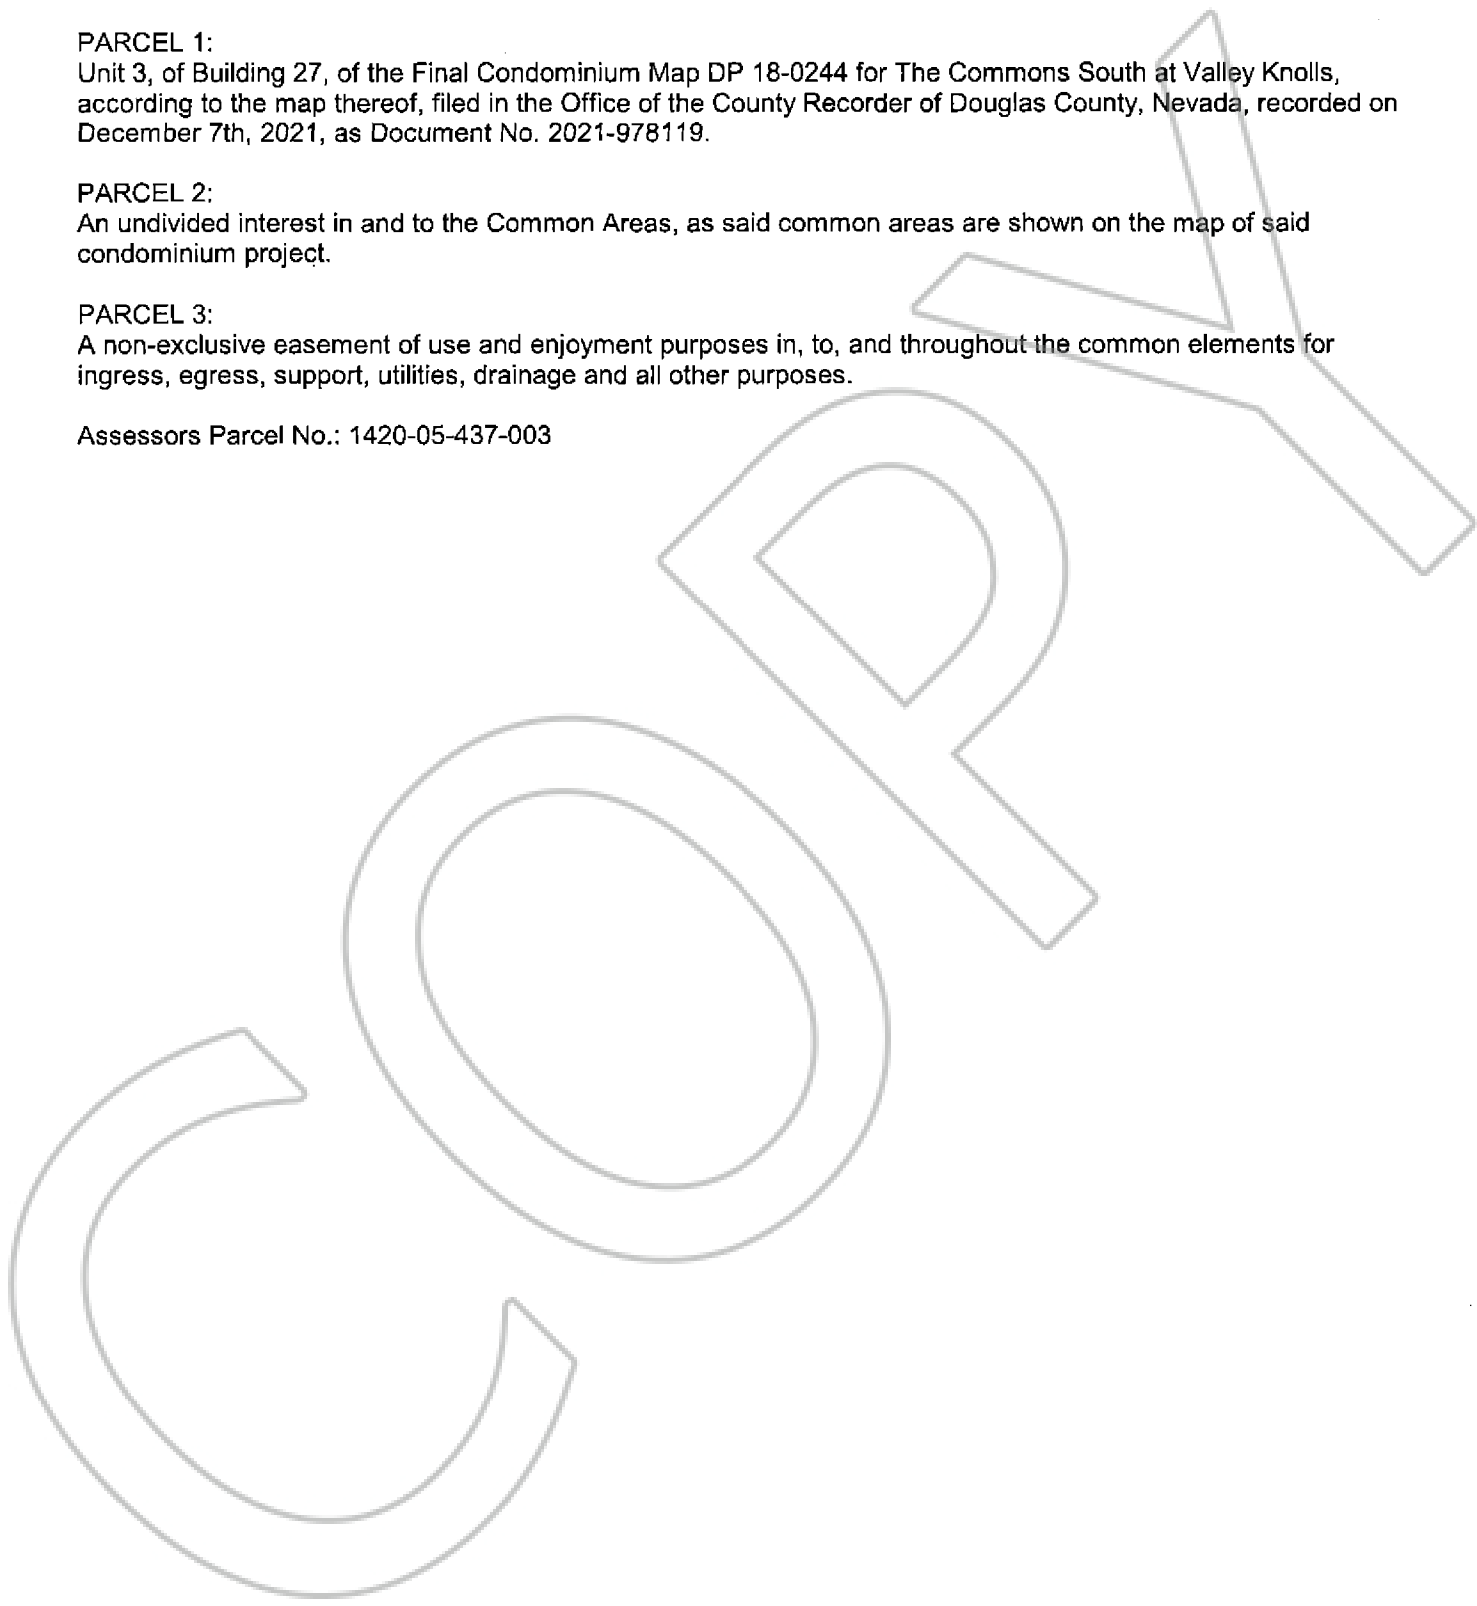 PARCEL 1:
Unit 3, of Building 27, of the Final Condominium Map DP 18-0244 for The Commons South at Valley Knolls,
according to the map thereof, filed in the Office of the County Recorder of Douglas County, Nevada, recorded on
December 7th, 2021, as Document No. 2021-978119.
PARCEL 2:
An undivided interest in and to the Common Areas, as said common areas are shown on the map of said
condominium project.
PARCEL 3:
A non-exclusive easement of use and enjoyment purposes in, to, and throughout the common elements for
ingress, egress, support, utilities, drainage and all other purposes.
Assessors Parcel No.: 1420-05-437-003
COPY